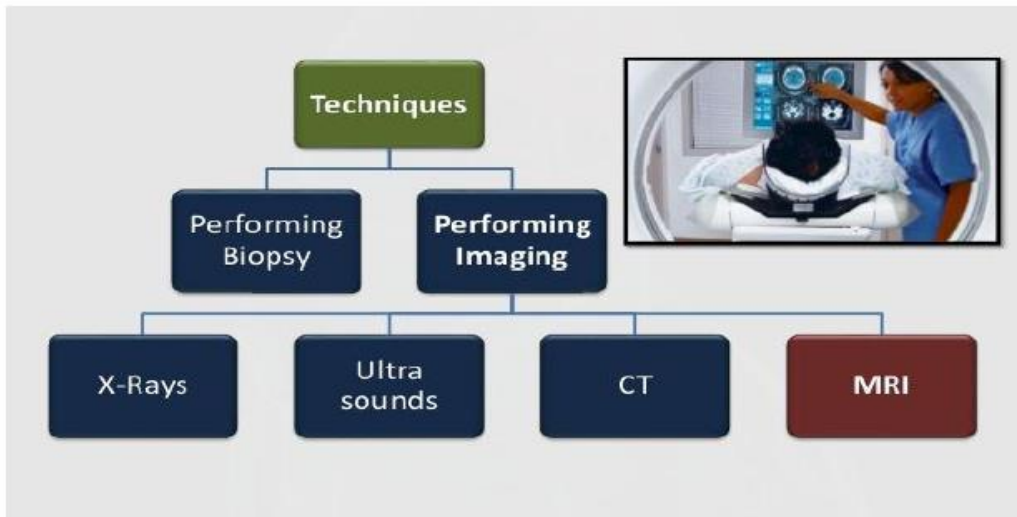 Techniques
Performing
Biopsy
Performing
Imaging
X-Rays
Ultra
sounds
CT
MRI